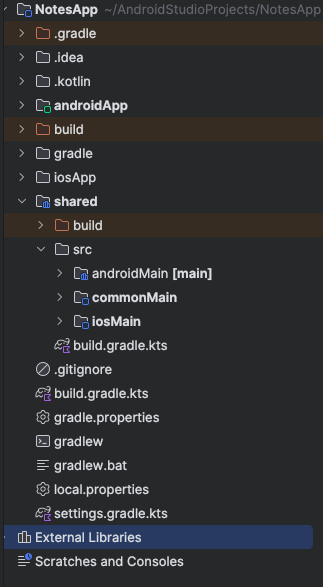 NotesApp ~/AndroidStudioProjects/NotesApp
.gradle
.idea
.kotlin
androidApp
build
gradle
iosApp
shared
build
src
androidMain [main]
commonMain
iosMain
build.gradle.kts
.gitignore
build.gradle.kts
gradle.properties
gradlew
gradlew.bat
local.properties
settings.gradle.kts
External Libraries
Scratches and Consoles